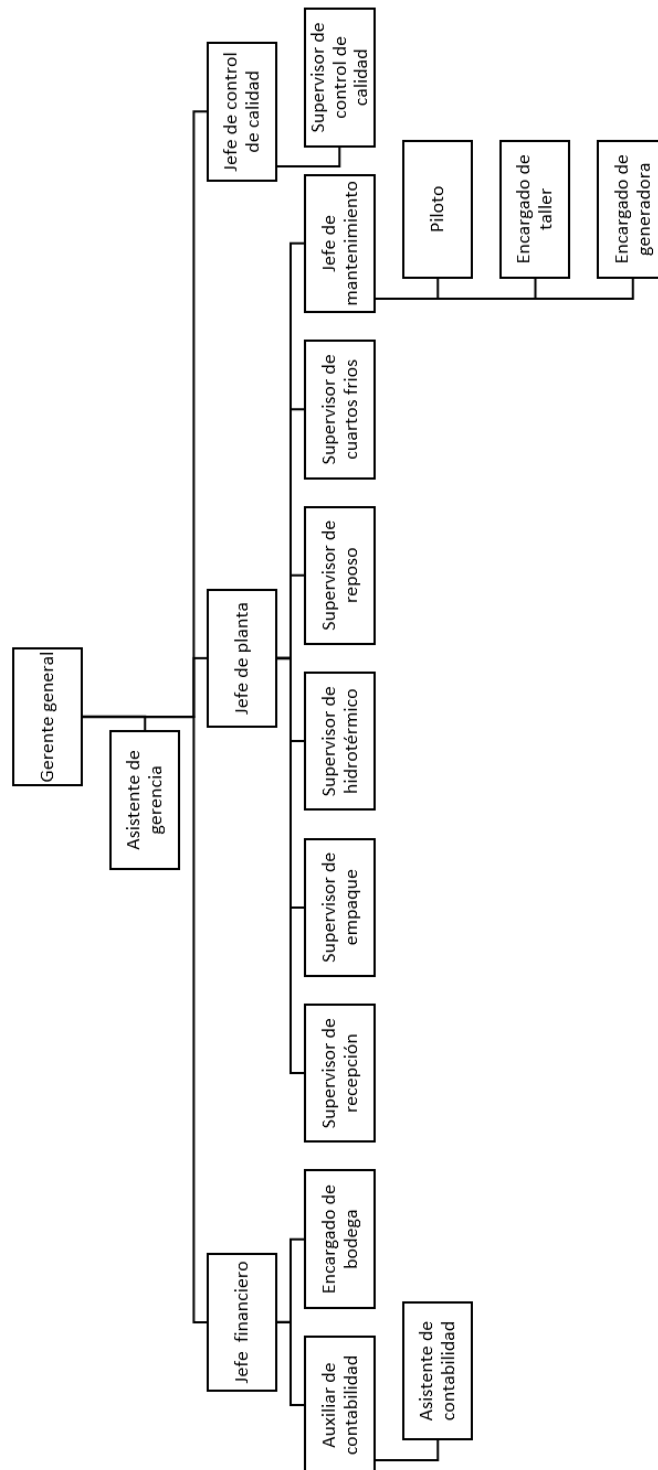 Gerente general
Asistente de
gerencia
Jefe  financiero
Jefe de planta
Jefe de control
de calidad
Auxiliar de
contabilidad
Encargado de
bodega
Supervisor de
recepción
Supervisor de
empaque
Supervisor de
hidrotérmico
Supervisor de
reposo
Supervisor de
cuartos frios
Jefe de
mantenimiento
Supervisor de
control de
calidad
Asistente de
contabilidad
Piloto
Encargado de
taller
Encargado de
generadora